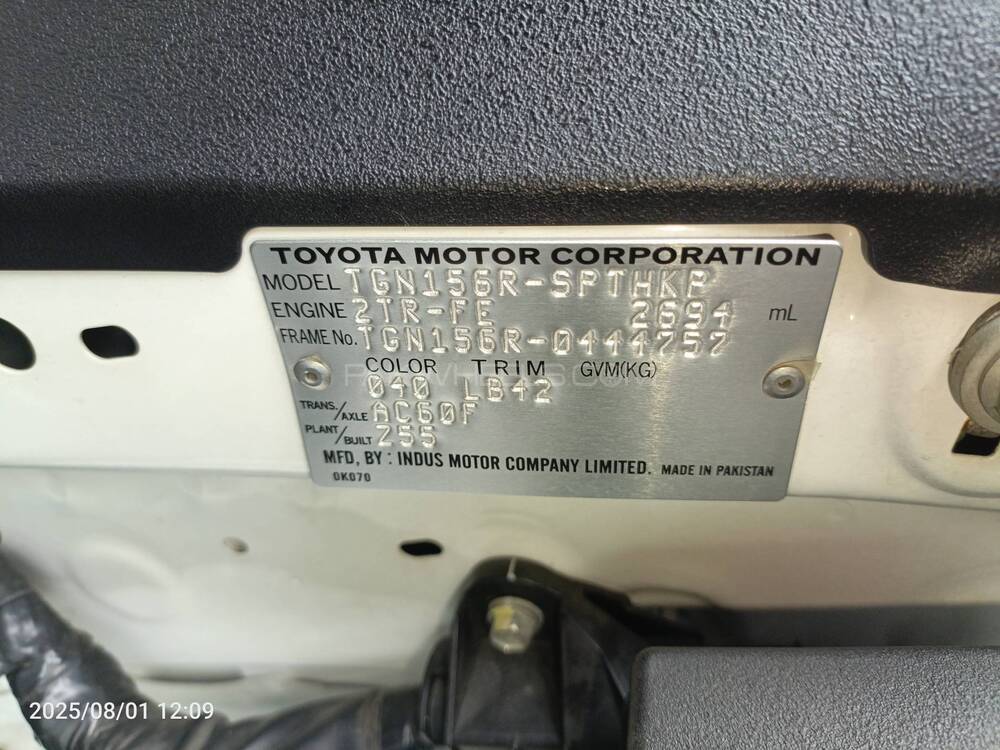 TOYOTA MOTOR CORPORATION
MODEL TGN156R-SPTHKP
ENGINE 2TR-FE 2694 mL
FRAME No. TGN156R-0444757
COLOR TRIM GVM(KG)
040 LB42
TRANS./AXLE AC60F
PLANT/BUILT Z55
MFD, BY : INDUS MOTOR COMPANY LIMITED. MADE IN PAKISTAN
0K070
2025/08/01 12:09